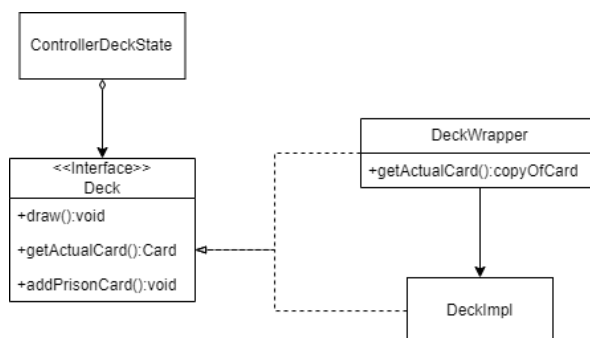 ControllerDeckState
<<Interface>>
Deck
+draw():void
+getActualCard():Card
+addPrisonCard():void
DeckWrapper
+getActualCard():copyOfCard
DeckImpl